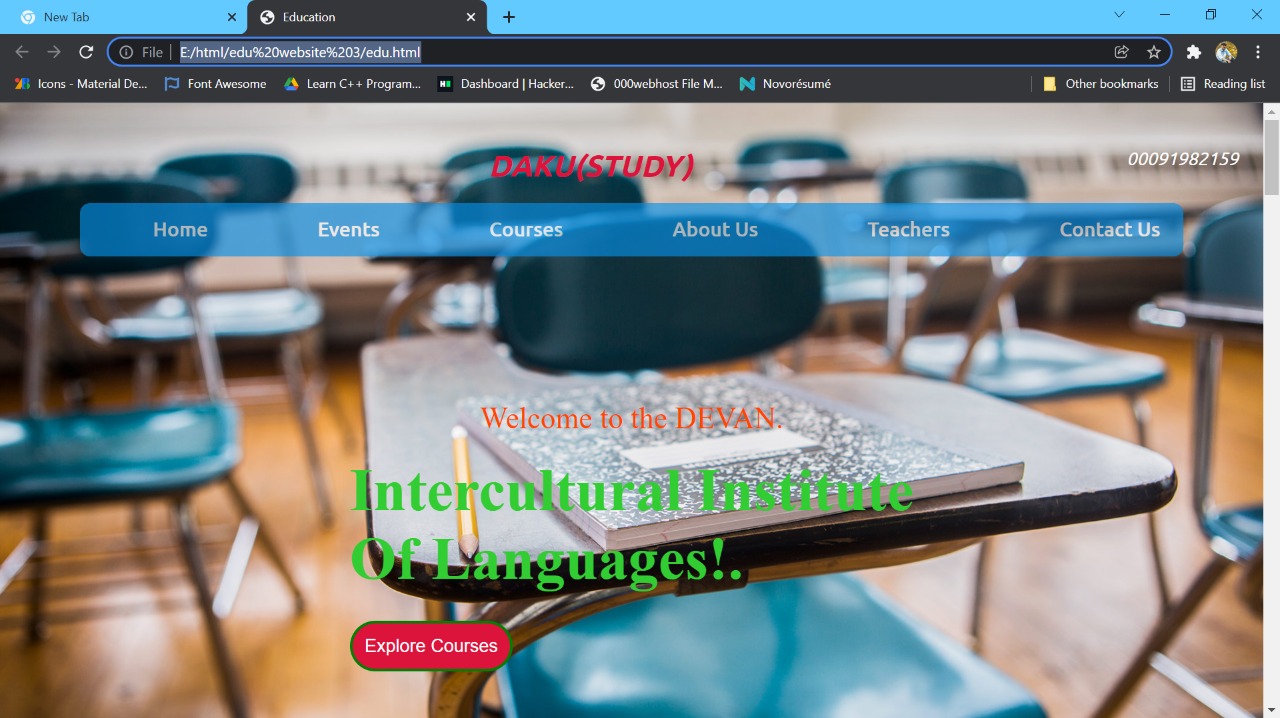 New Tab
Education
File
E:/html/edu%20website%203/edu.html
Icons - Material De...
Font Awesome
Learn C++ Program...
Dashboard | Hacker...
000webhost File M...
Novorésumé
Other bookmarks
Reading list
DAKU(STUDY)
00091982159
Home
Events
Courses
About Us
Teachers
Contact Us
Welcome to the DEVAN.
Intercultural Institute
Of Languages!.
Explore Courses